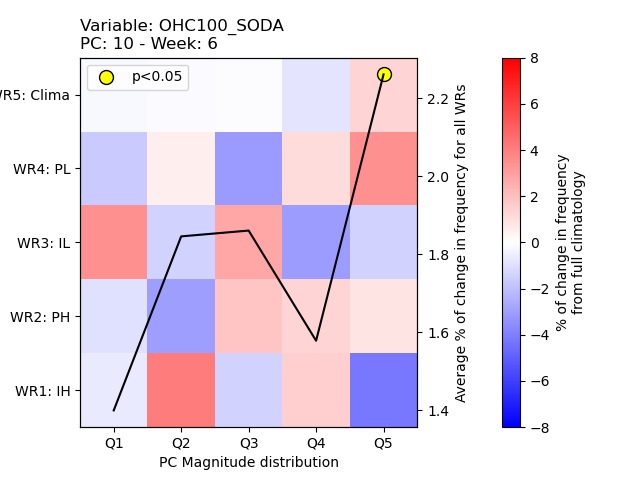 Variable: OHC100_SODA
PC: 10 - Week: 6
p<0.05
WR5: Clima
WR4: PL
WR3: IL
WR2: PH
WR1: IH
Q1 Q2 Q3 Q4 Q5
PC Magnitude distribution
2.2
2.0
1.8
1.6
1.4
Average % of change in frequency for all WRs
8
6
4
2
0
−2
−4
−6
−8
% of change in frequency
from full climatology